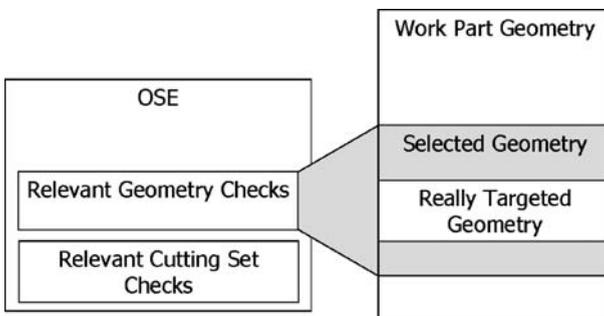 OSE
Relevant Geometry Checks
Relevant Cutting Set
Checks
Work Part Geometry
Selected Geometry
Really Targeted
Geometry